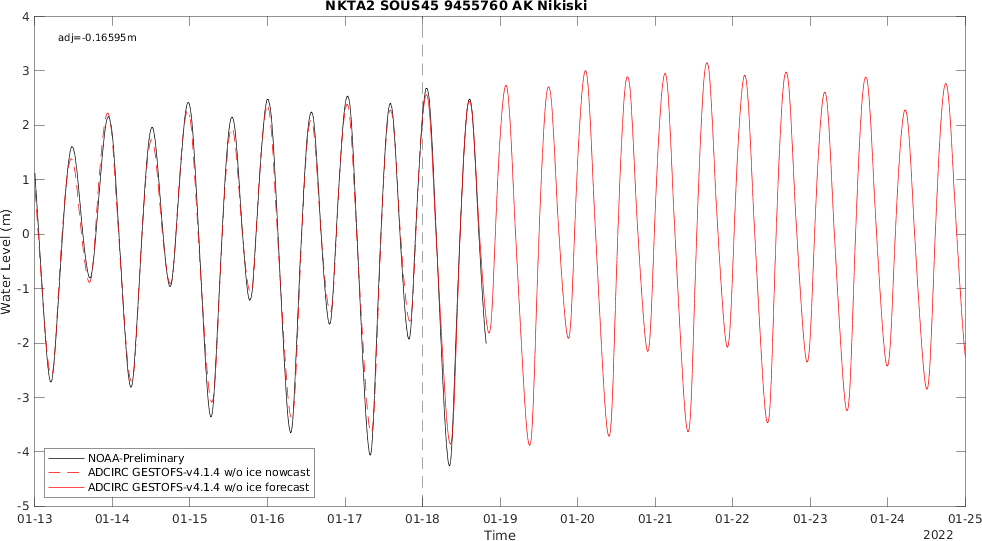 NKTA2 SOUS45 9455760 AK Nikiski
adj=-0.16595m
Water Level (m)
4
3
2
1
0
-1
-2
-3
-4
-5
NOAA-Preliminary
ADCIRC GESTOFS-v4.1.4 w/o ice nowcast
ADCIRC GESTOFS-v4.1.4 w/o ice forecast
01-13 01-14 01-15 01-16 01-17 01-18 01-19 01-20 01-21 01-22 01-23 01-24 01-25
Time
2022